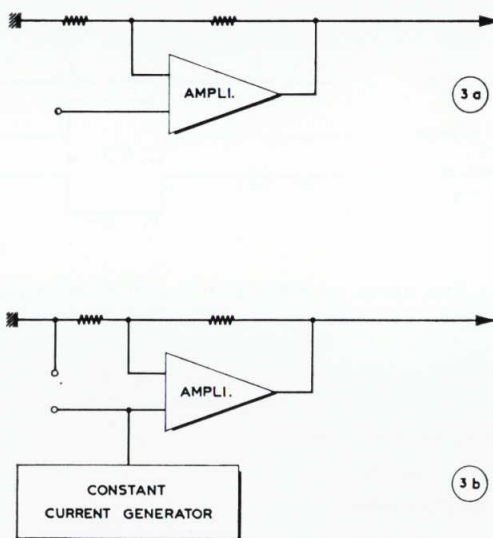 AMPLI.
3a
AMPLI.
CONSTANT
CURRENT GENERATOR
3b